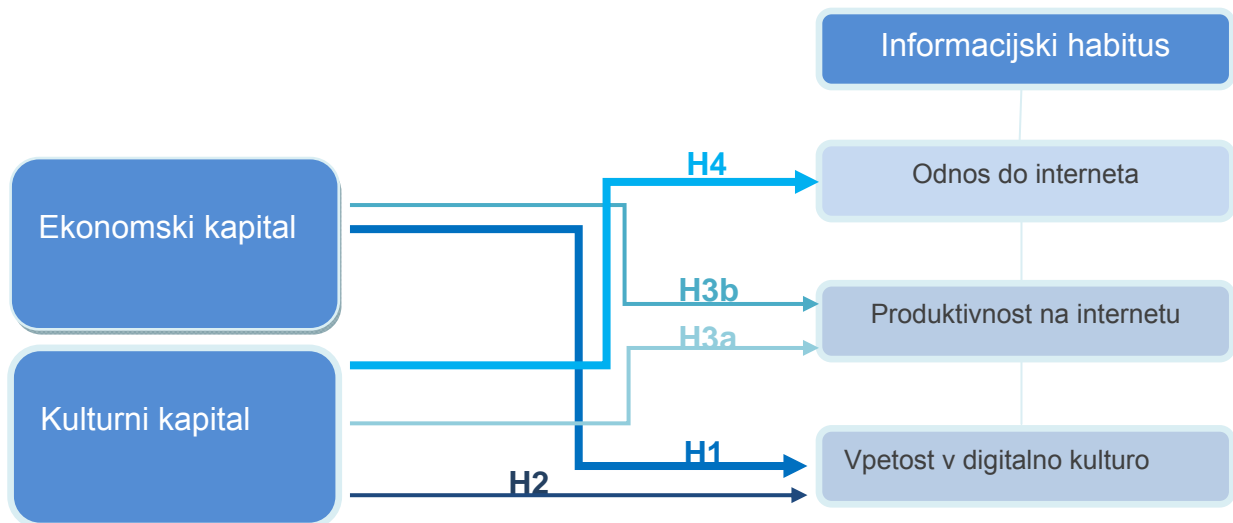 Informacijski habitus
Ekonomski kapital
Kulturni kapital
H4
Odnos do interneta
H3b
H3a
Produktivnost na internetu
H1
H2
Vpetost v digitalno kulturo